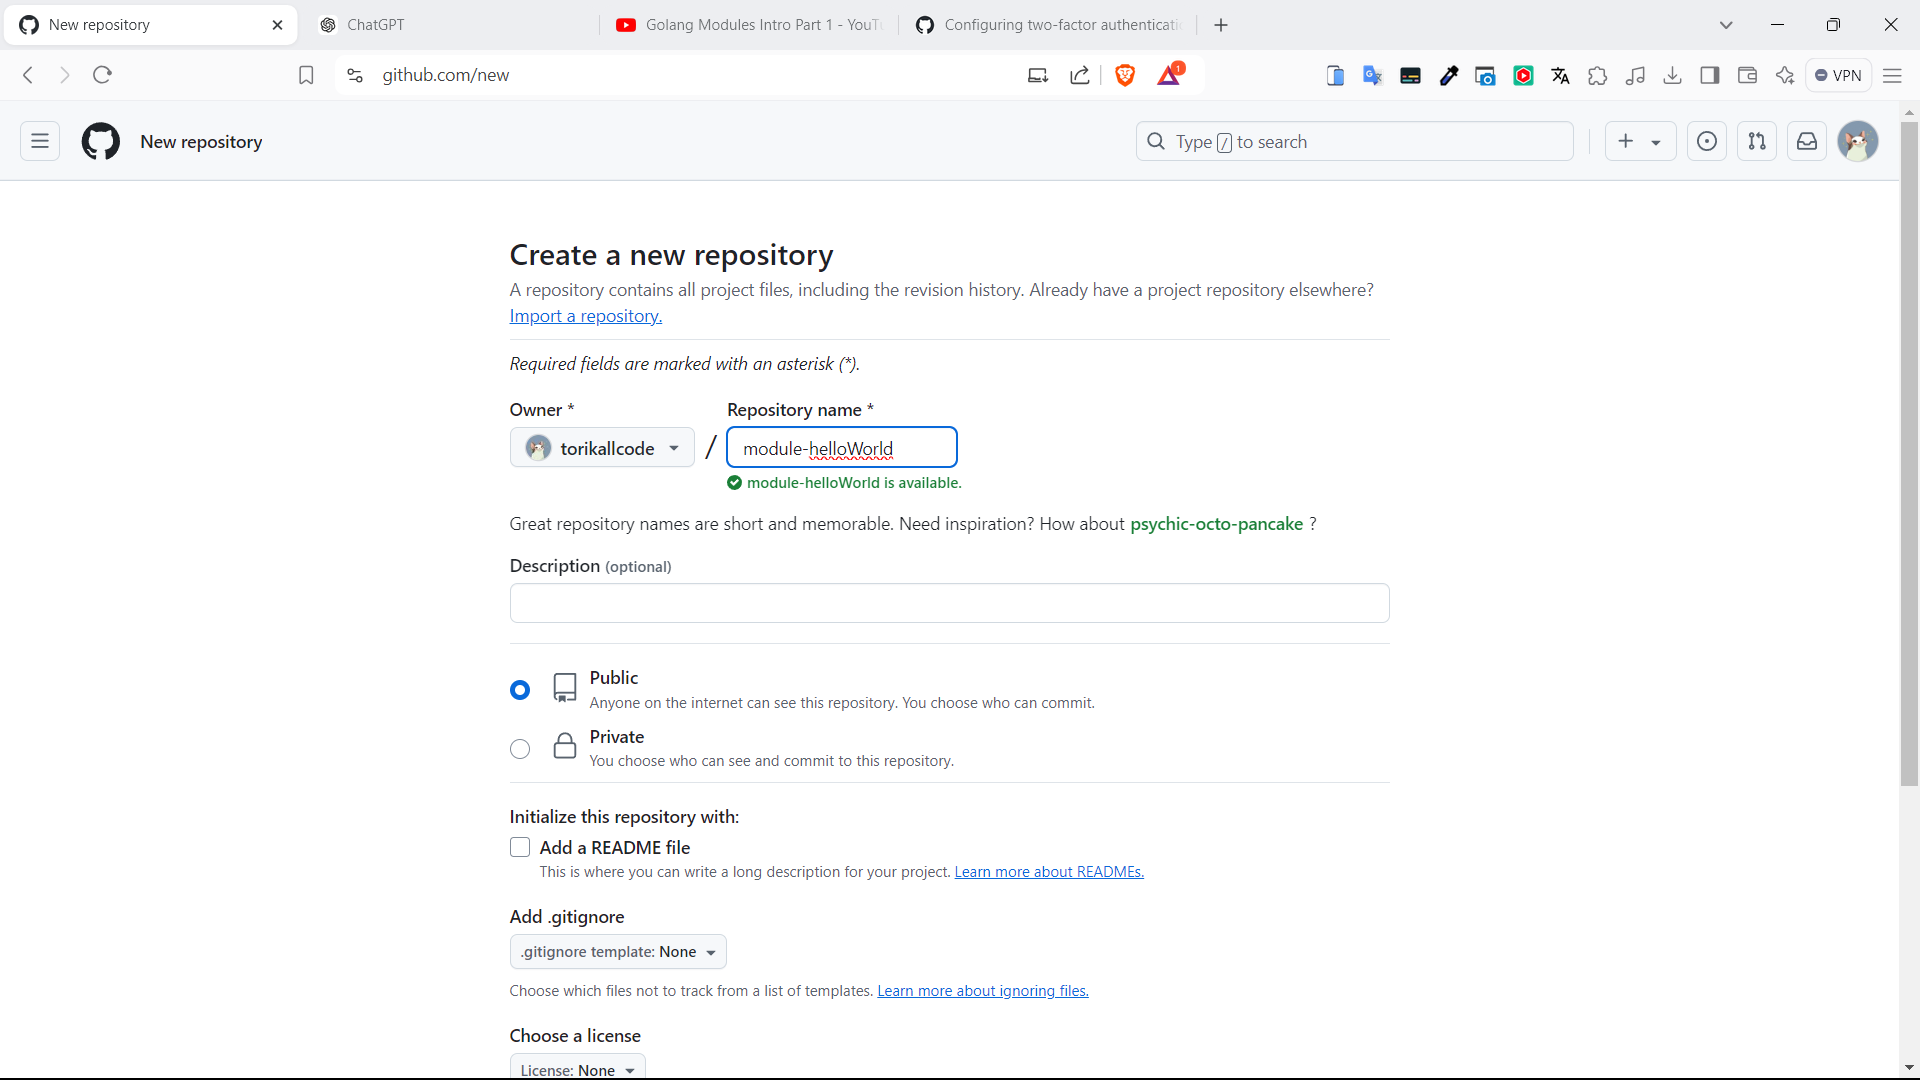 New repository
ChatGPT
Golang Modules Intro Part 1 - YouTu
Configuring two-factor authenticatio
github.com/new
1
VPN
New repository
Type / to search
Create a new repository
A repository contains all project files, including the revision history. Already have a project repository elsewhere?
Import a repository.
Required fields are marked with an asterisk (*).
Owner *
Repository name *
torikallcode
/
module-helloWorld
module-helloWorld is available.
Great repository names are short and memorable. Need inspiration? How about psychic-octo-pancake ?
Description (optional)
Public
Anyone on the internet can see this repository. You choose who can commit.
Private
You choose who can see and commit to this repository.
Initialize this repository with:
Add a README file
This is where you can write a long description for your project. Learn more about READMEs.
Add .gitignore
.gitignore template: None
Choose which files not to track from a list of templates. Learn more about ignoring files.
Choose a license
License: None